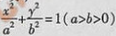 x²/a² + y²/b² = 1(a>b>0)